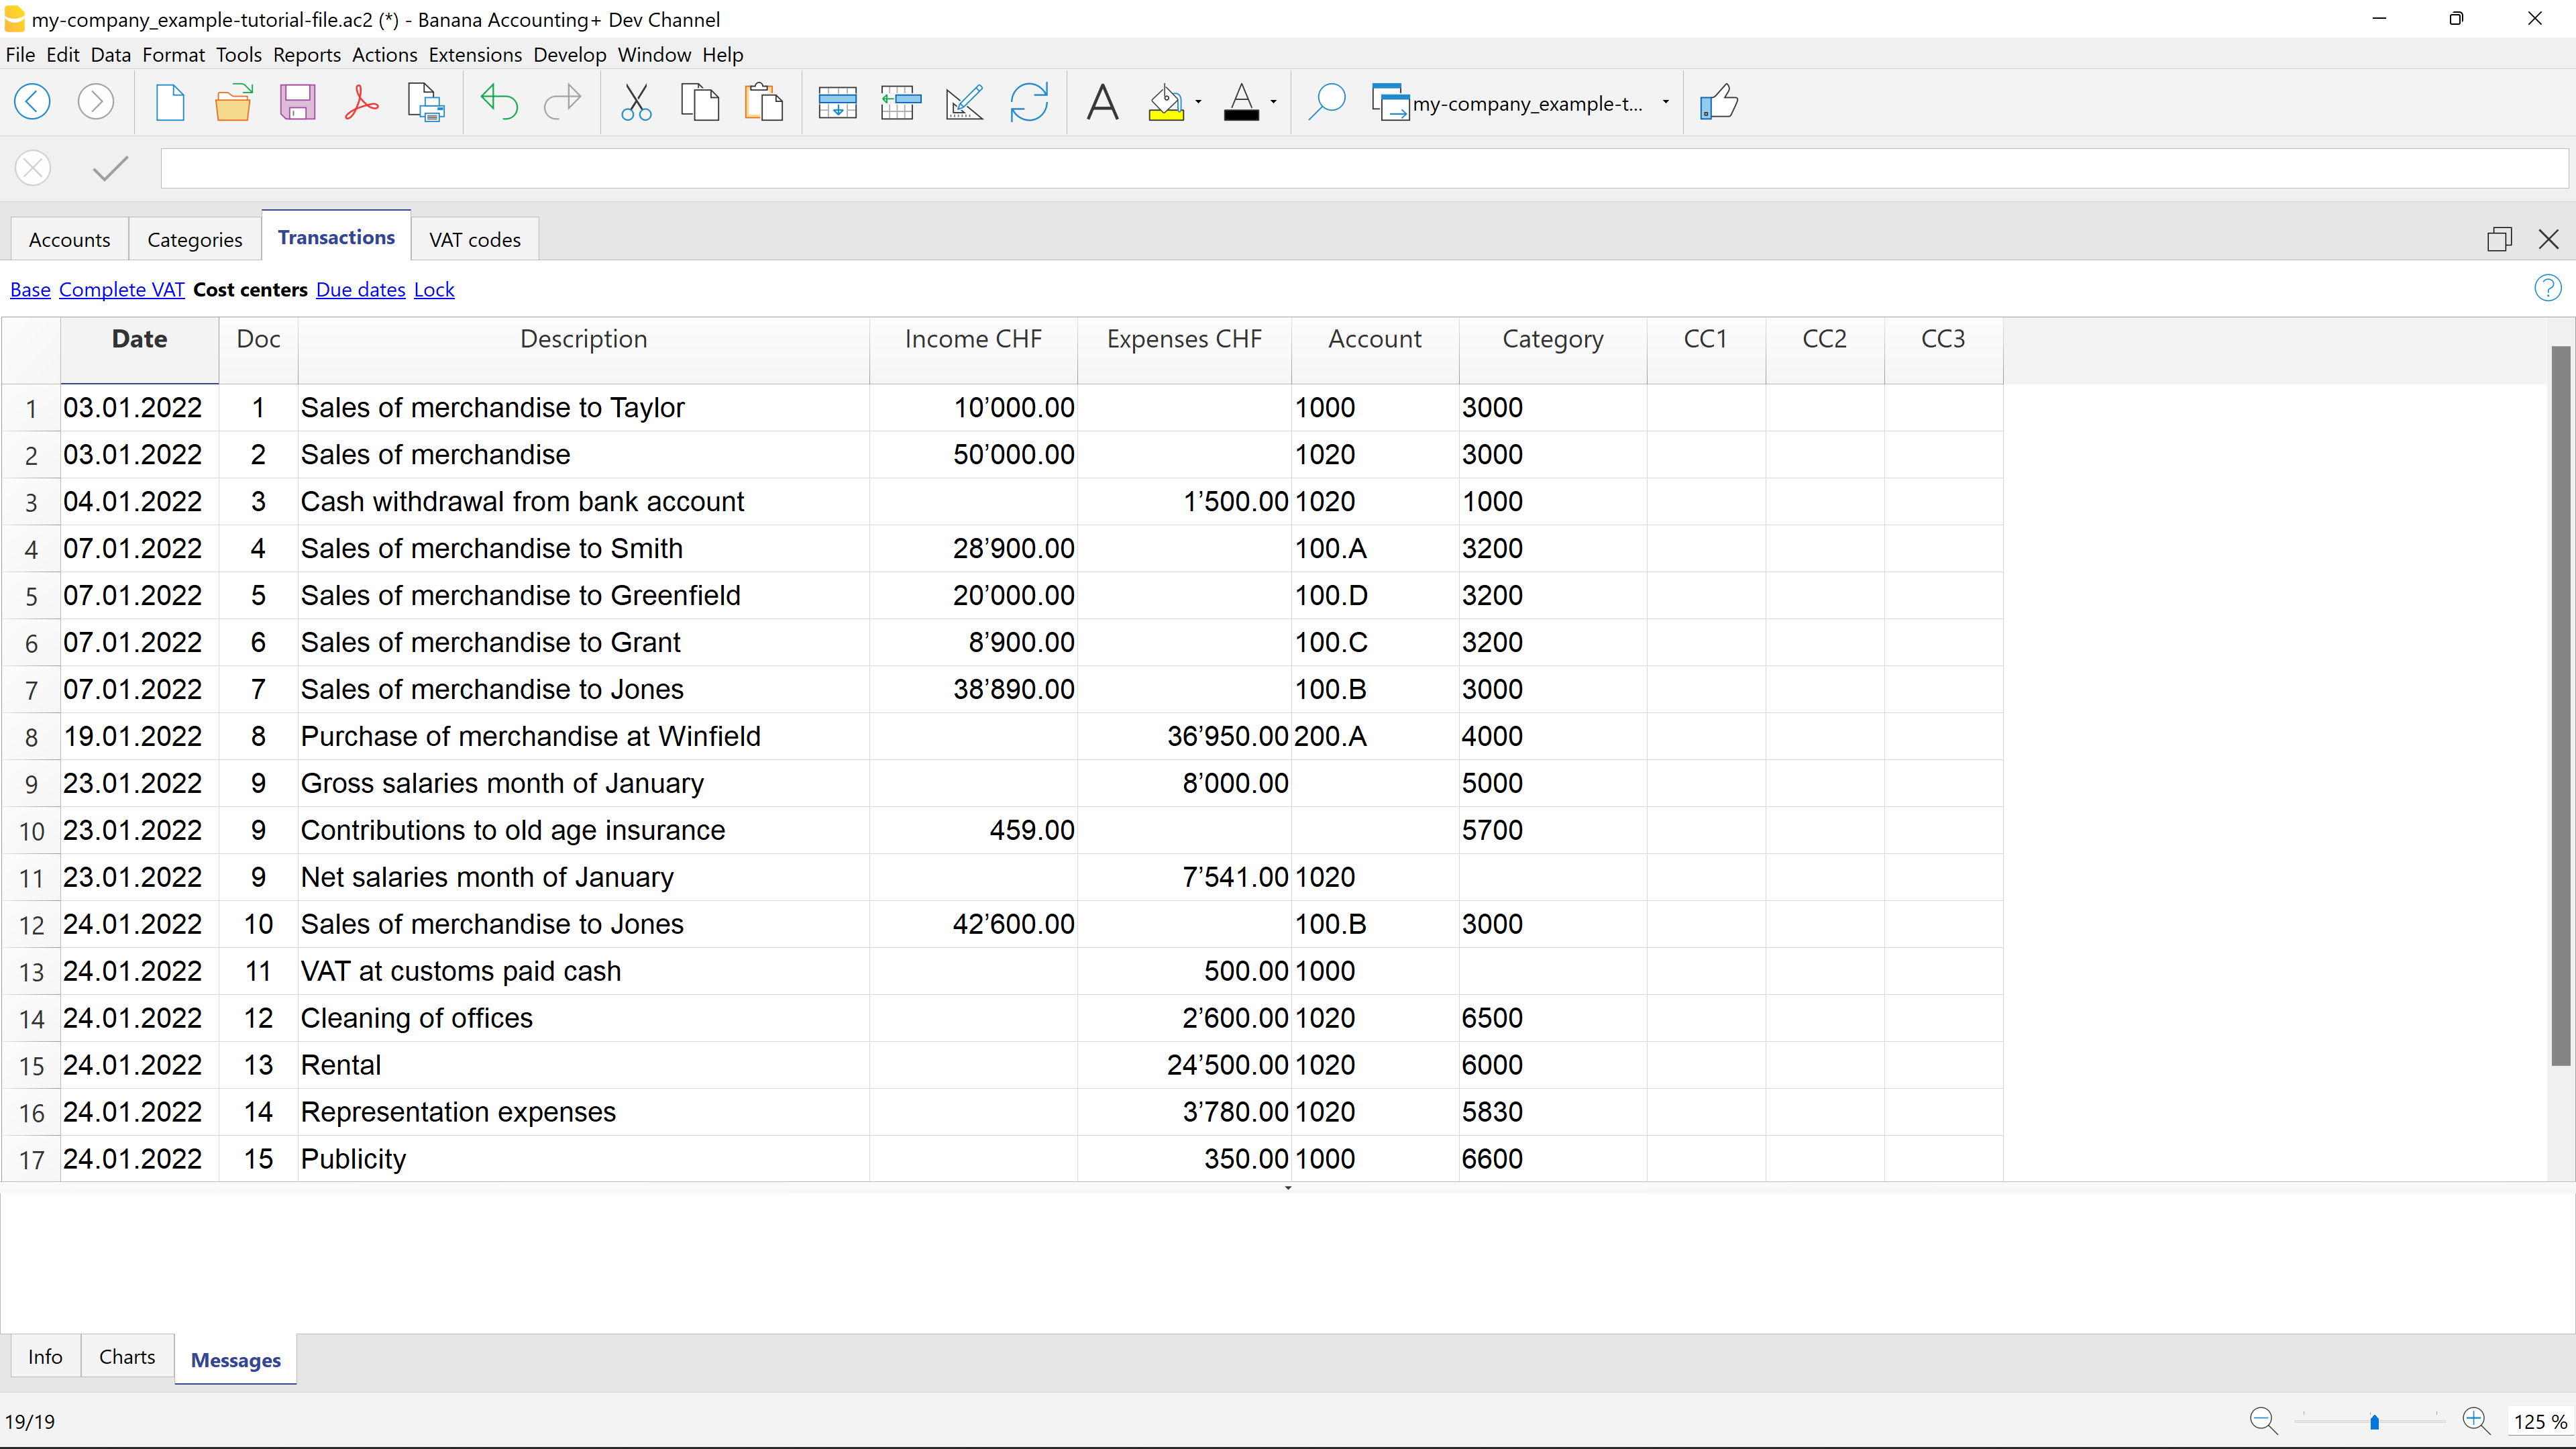 my-company_example-tutorial-file.ac2 (*) - Banana Accounting+ Dev Channel
File Edit Data Format Tools Reports Actions Extensions Develop Window Help
my-company_example-t...
Accounts Categories Transactions VAT codes
Base Complete VAT Cost centers Due dates Lock
Date Doc Description Income CHF Expenses CHF Account Category CC1 CC2 CC3
1 03.01.2022 1 Sales of merchandise to Taylor 10’000.00 1000 3000
2 03.01.2022 2 Sales of merchandise 50’000.00 1020 3000
3 04.01.2022 3 Cash withdrawal from bank account 1’500.00 1020 1000
4 07.01.2022 4 Sales of merchandise to Smith 28’900.00 100.A 3200
5 07.01.2022 5 Sales of merchandise to Greenfield 20’000.00 100.D 3200
6 07.01.2022 6 Sales of merchandise to Grant 8’900.00 100.C 3200
7 07.01.2022 7 Sales of merchandise to Jones 38’890.00 100.B 3000
8 19.01.2022 8 Purchase of merchandise at Winfield 36’950.00 200.A 4000
9 23.01.2022 9 Gross salaries month of January 8’000.00 5000
10 23.01.2022 9 Contributions to old age insurance 459.00 5700
11 23.01.2022 9 Net salaries month of January 7’541.00 1020
12 24.01.2022 10 Sales of merchandise to Jones 42’600.00 100.B 3000
13 24.01.2022 11 VAT at customs paid cash 500.00 1000
14 24.01.2022 12 Cleaning of offices 2’600.00 1020 6500
15 24.01.2022 13 Rental 24’500.00 1020 6000
16 24.01.2022 14 Representation expenses 3’780.00 1020 5830
17 24.01.2022 15 Publicity 350.00 1000 6600
Info Charts Messages
19/19 125 %